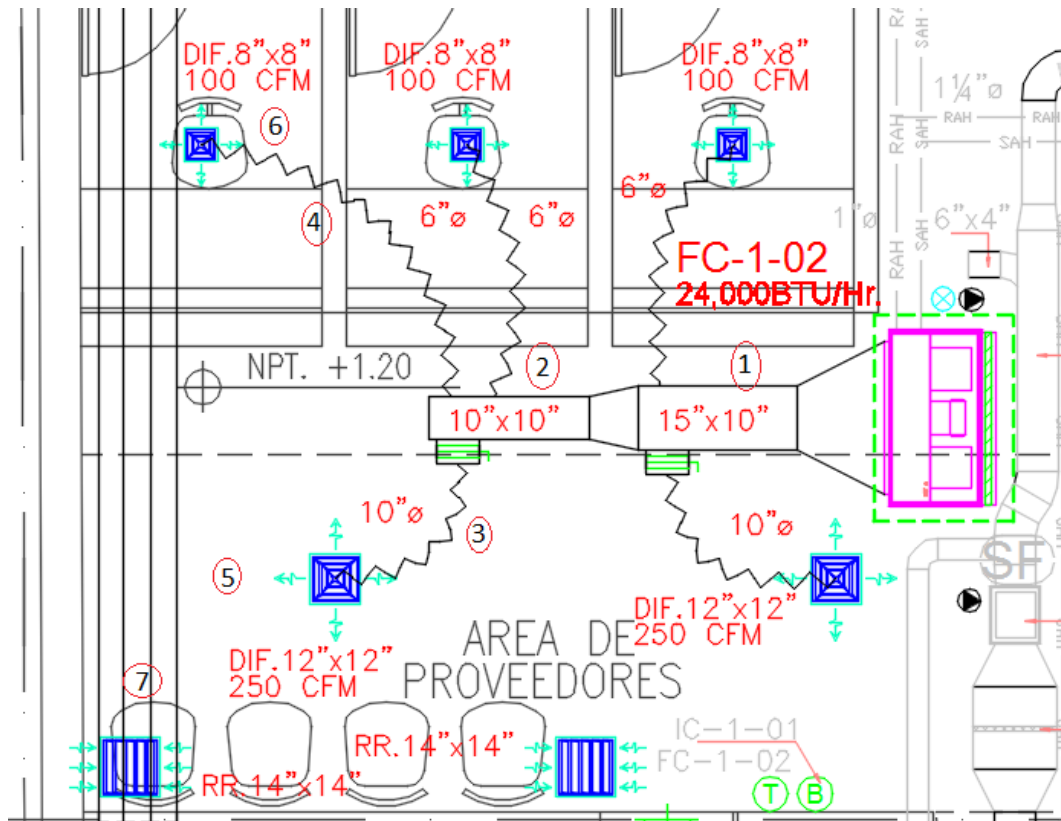 DIF.8"x8"
100 CFM
DIF.8"x8"
100 CFM
DIF.8"x8"
100 CFM
RAH
SAH
1¼"ø
RAH
RAH
SAH
6
4
6"ø
6"ø
6"ø
1"ø
6"x4"
RAH
SAH
FC-1-02
24,000BTU/Hr.
NPT. +1.20
2
1
10"x10"
15"x10"
10"ø
3
10"ø
5
SF
DIF.12"x12"
250 CFM
AREA DE
PROVEEDORES
DIF.12"x12"
250 CFM
7
RR.14"x14"
RR.14"x14"
IC-1-01
FC-1-02
T
B